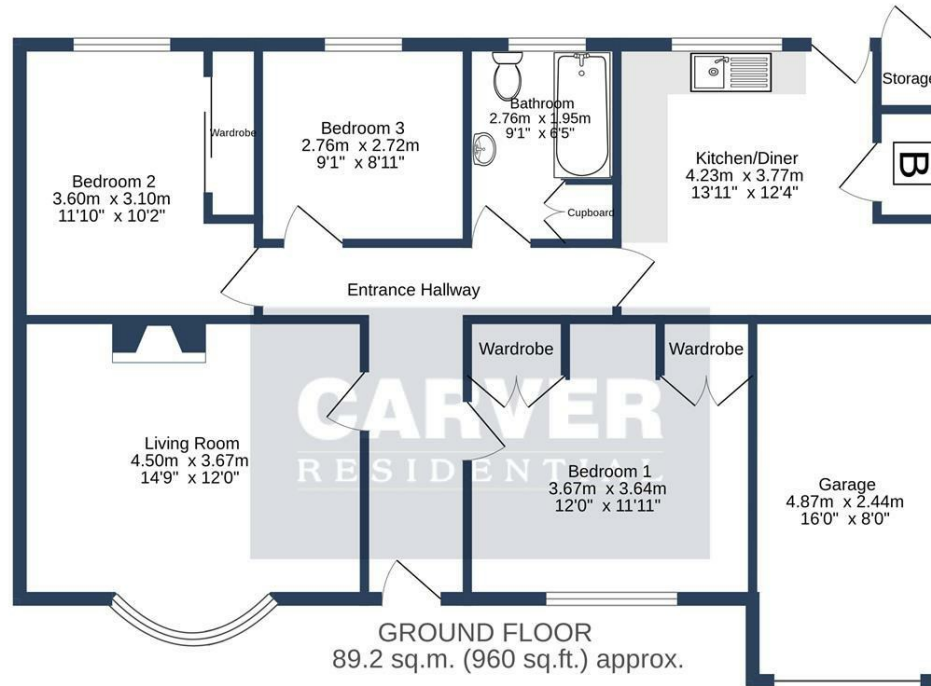 Storage
Wardrobe
Bedroom 2
3.60m x 3.10m
11'10" x 10'2"
Bedroom 3
2.76m x 2.72m
9'1" x 8'11"
Bathroom
2.76m x 1.95m
9'1" x 6'5"
Cupboard
Kitchen/Diner
4.23m x 3.77m
13'11" x 12'4"
B
Entrance Hallway
Wardrobe
Wardrobe
CARVER
RESIDENTIAL
Living Room
4.50m x 3.67m
14'9" x 12'0"
Bedroom 1
3.67m x 3.64m
12'0" x 11'11"
Garage
4.87m x 2.44m
16'0" x 8'0"
GROUND FLOOR
89.2 sq.m. (960 sq.ft.) approx.